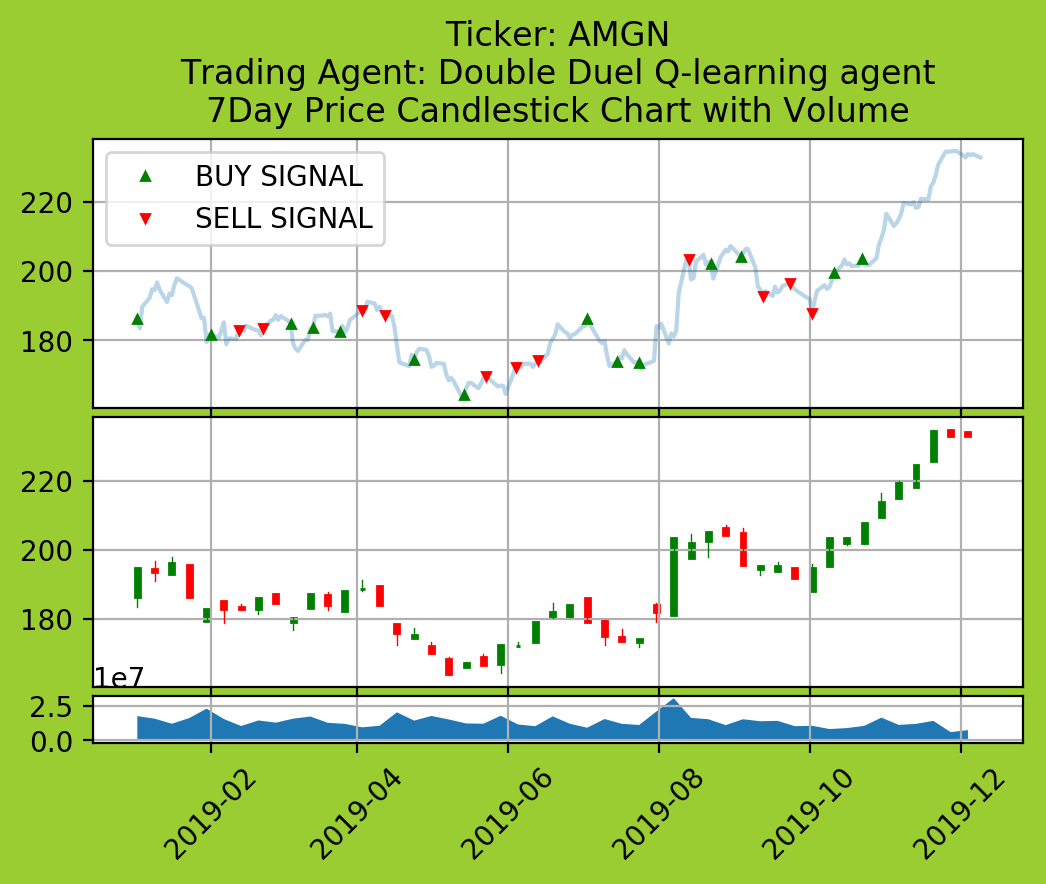 Ticker: AMGN
Trading Agent: Double Duel Q-learning agent
7Day Price Candlestick Chart with Volume
BUY SIGNAL
SELL SIGNAL
220
200
180
220
200
180
1e7
2.5
0.0
2019-02
2019-04
2019-06
2019-08
2019-10
2019-12